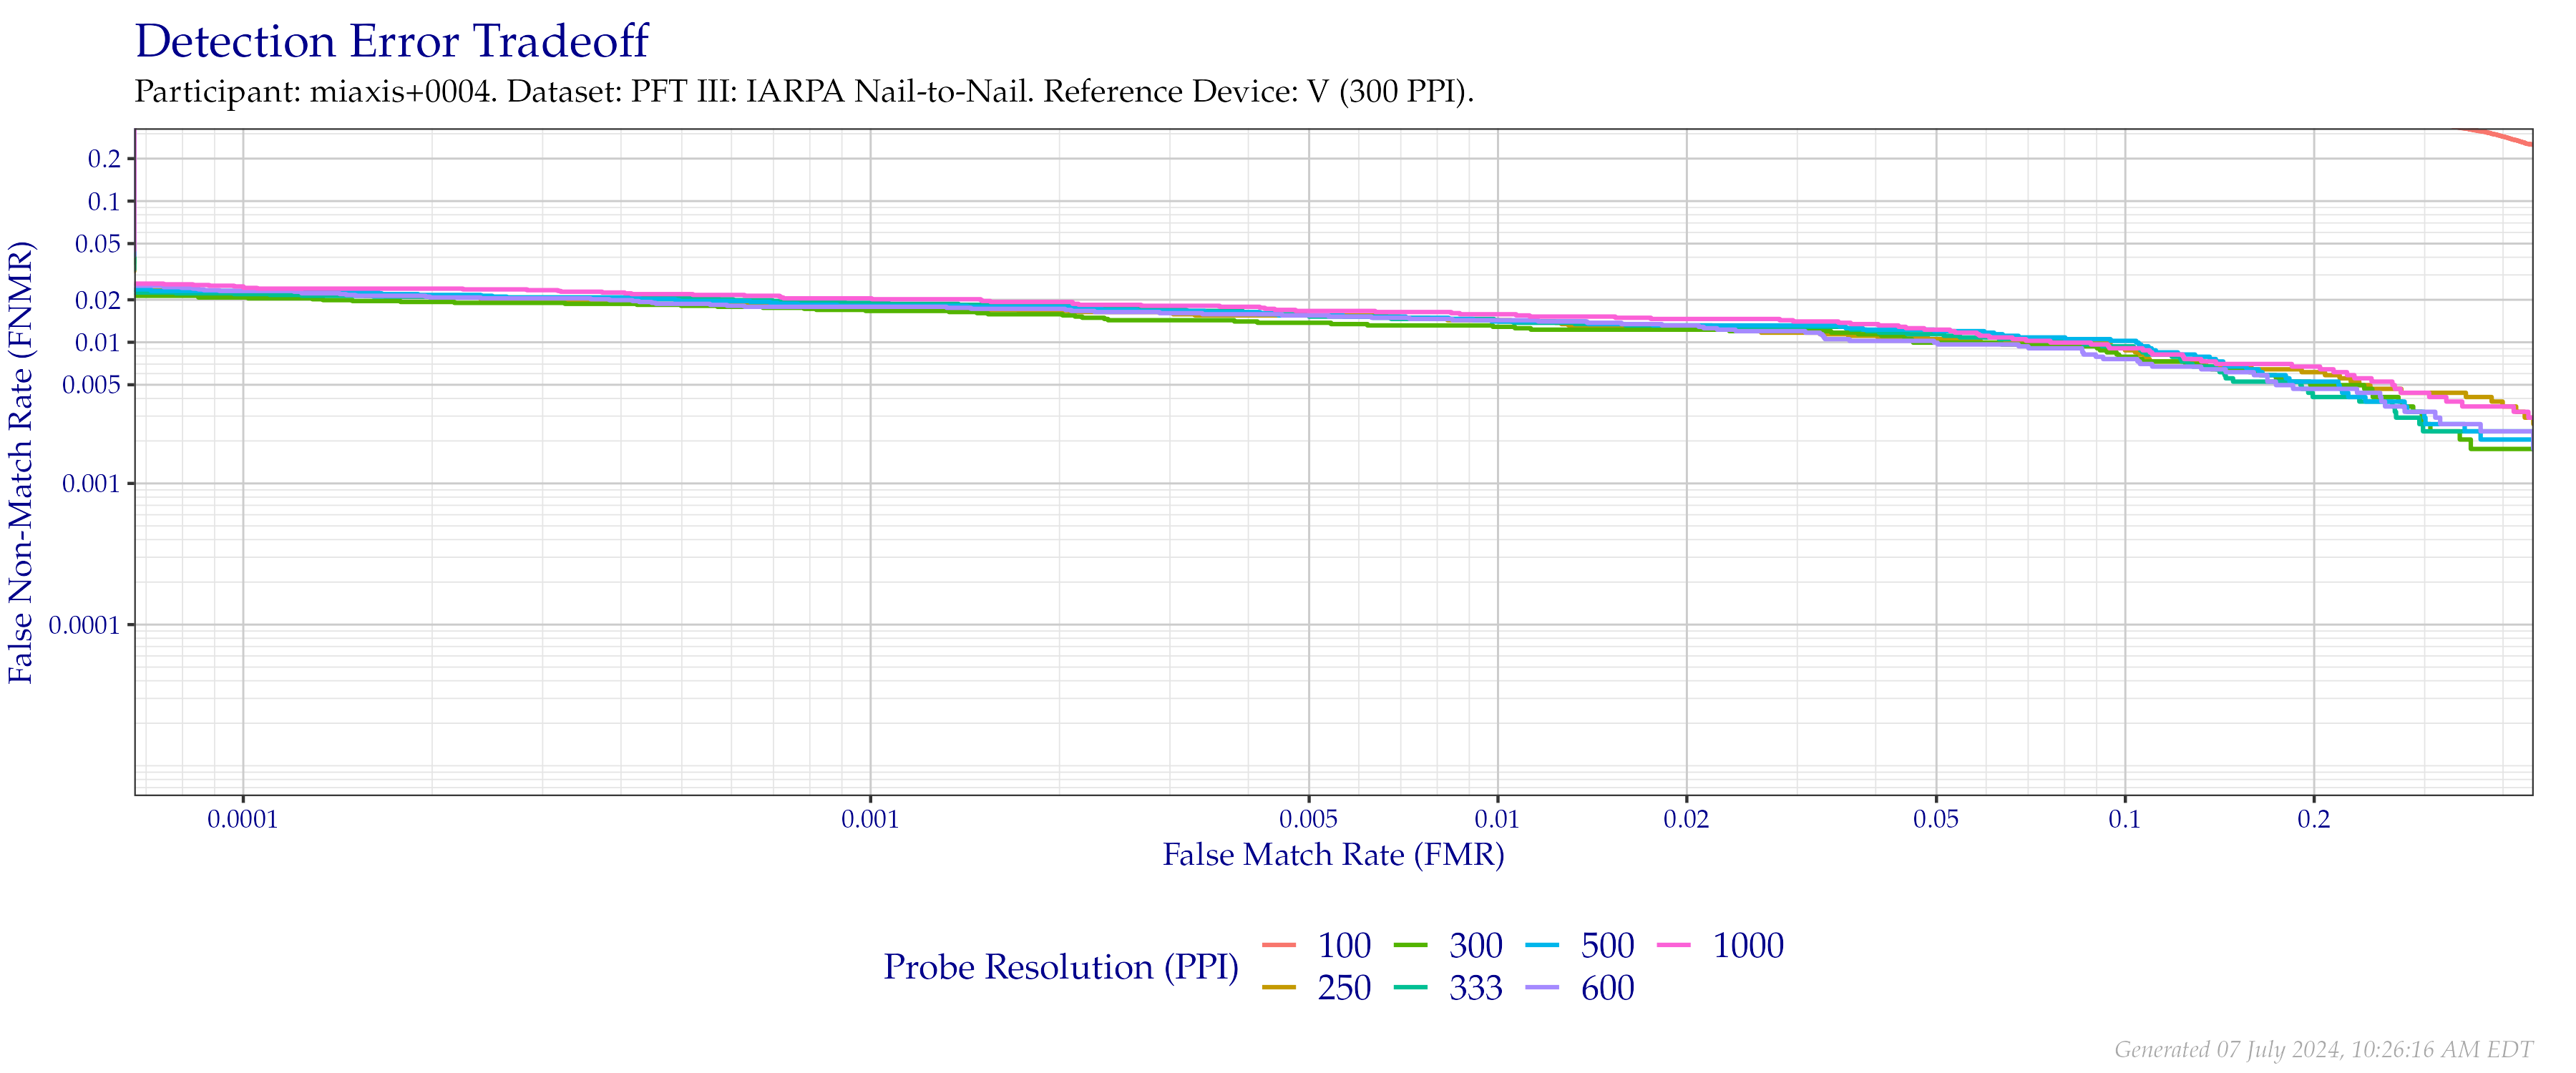 Detection Error Tradeoff
Participant: miaxis+0004. Dataset: PFT III: IARPA Nail-to-Nail. Reference Device: V (300 PPI).
False Non-Match Rate (FNMR)
0.2
0.1
0.05
0.02
0.01
0.005
0.001
0.0001
0.0001 0.001 0.005 0.01 0.02 0.05 0.1 0.2
False Match Rate (FMR)
Probe Resolution (PPI)
100 300 500 1000
250 333 600
Generated 07 July 2024, 10:26:16 AM EDT